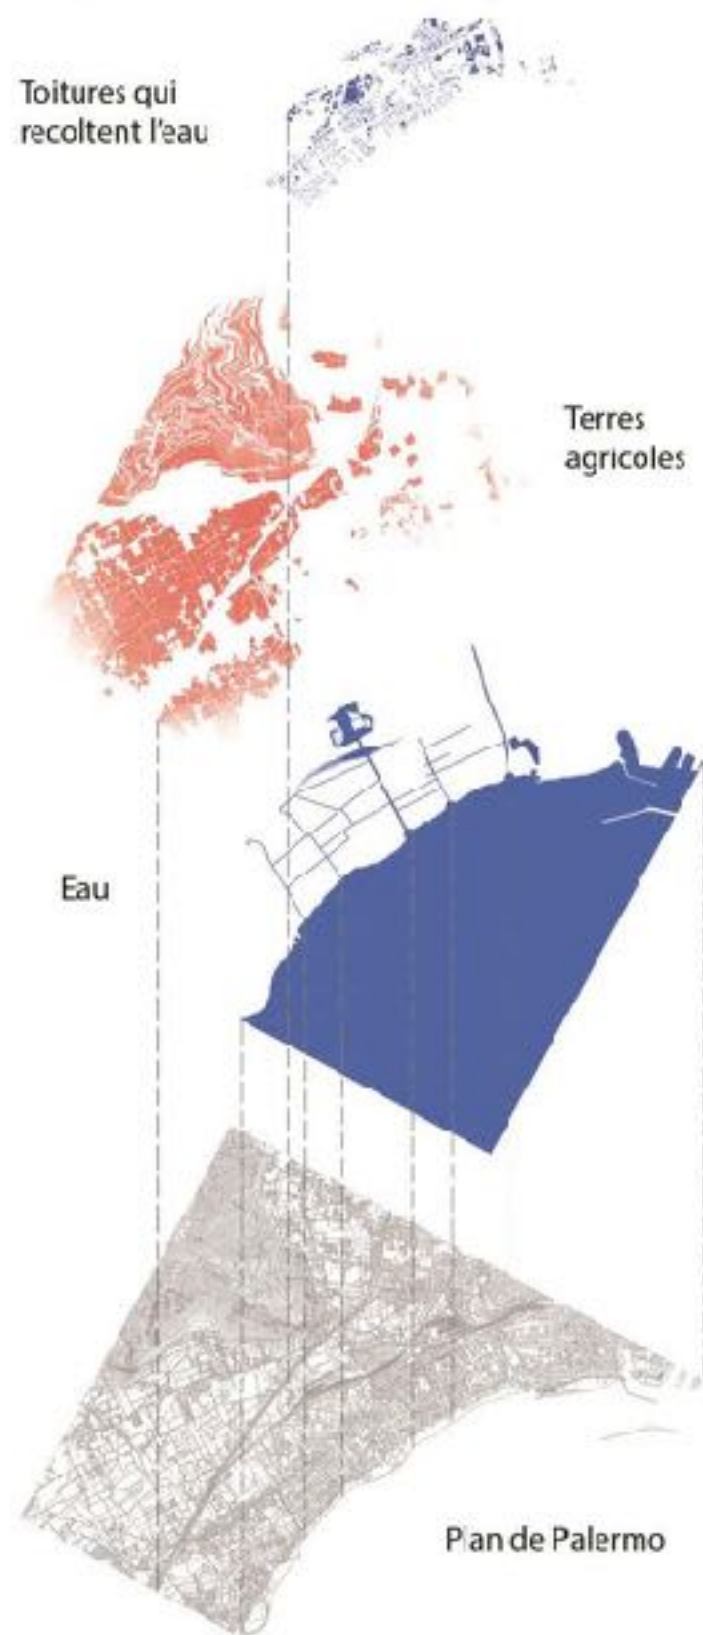 Toitures qui
recoltent l'eau
Terres
agricoles
Eau
Plan de Palermo